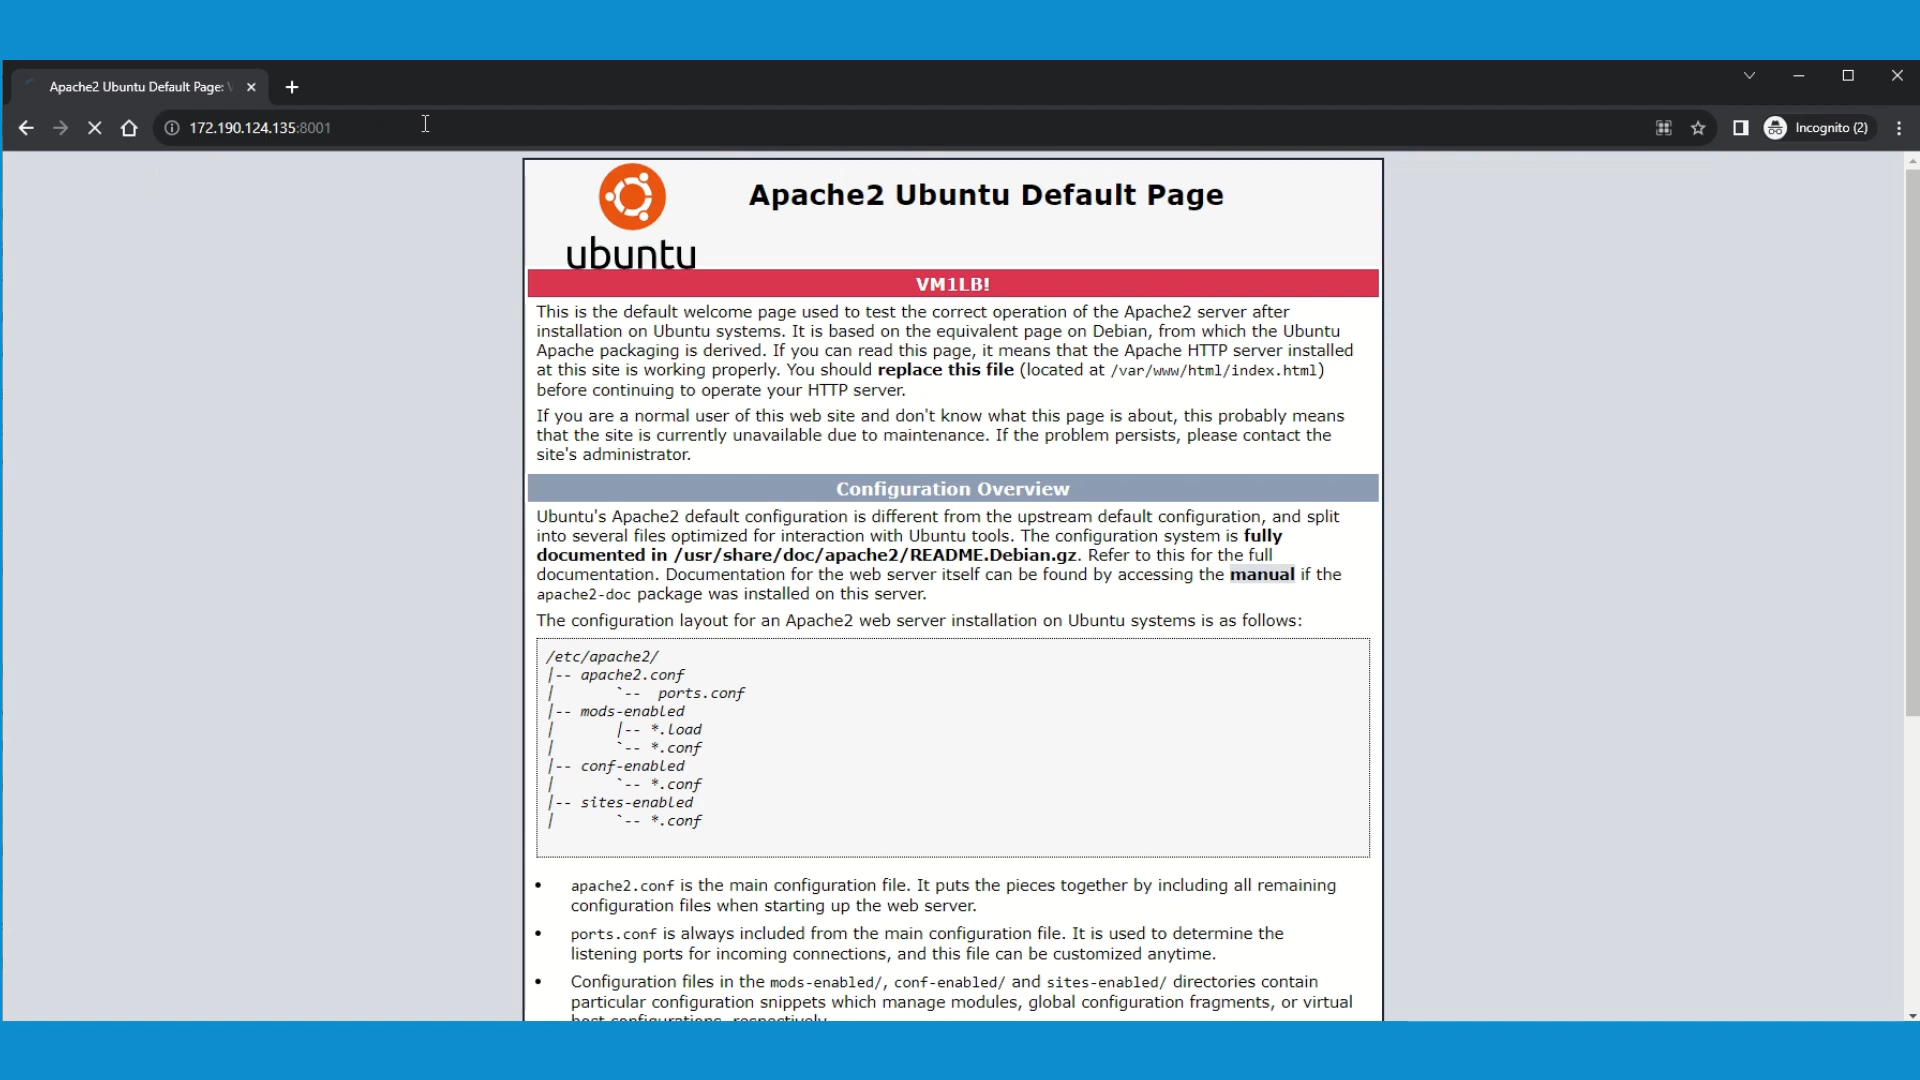 Apache2 Ubuntu Default Page:
172.190.124.135:8001
Incognito (2)
ubuntu
Apache2 Ubuntu Default Page
VM1LB!
This is the default welcome page used to test the correct operation of the Apache2 server after
installation on Ubuntu systems. It is based on the equivalent page on Debian, from which the Ubuntu
Apache packaging is derived. If you can read this page, it means that the Apache HTTP server installed
at this site is working properly. You should replace this file (located at /var/www/html/index.html)
before continuing to operate your HTTP server.
If you are a normal user of this web site and don't know what this page is about, this probably means
that the site is currently unavailable due to maintenance. If the problem persists, please contact the
site's administrator.
Configuration Overview
Ubuntu's Apache2 default configuration is different from the upstream default configuration, and split
into several files optimized for interaction with Ubuntu tools. The configuration system is fully
documented in /usr/share/doc/apache2/README.Debian.gz. Refer to this for the full
documentation. Documentation for the web server itself can be found by accessing the manual if the
apache2-doc package was installed on this server.
The configuration layout for an Apache2 web server installation on Ubuntu systems is as follows:
/etc/apache2/
|-- apache2.conf
|       `--  ports.conf
|-- mods-enabled
|       |-- *.load
|       `-- *.conf
|-- conf-enabled
|       `-- *.conf
|-- sites-enabled
|       `-- *.conf
• apache2.conf is the main configuration file. It puts the pieces together by including all remaining
configuration files when starting up the web server.
• ports.conf is always included from the main configuration file. It is used to determine the
listening ports for incoming connections, and this file can be customized anytime.
• Configuration files in the mods-enabled/, conf-enabled/ and sites-enabled/ directories contain
particular configuration snippets which manage modules, global configuration fragments, or virtual
host configurations, respectively.